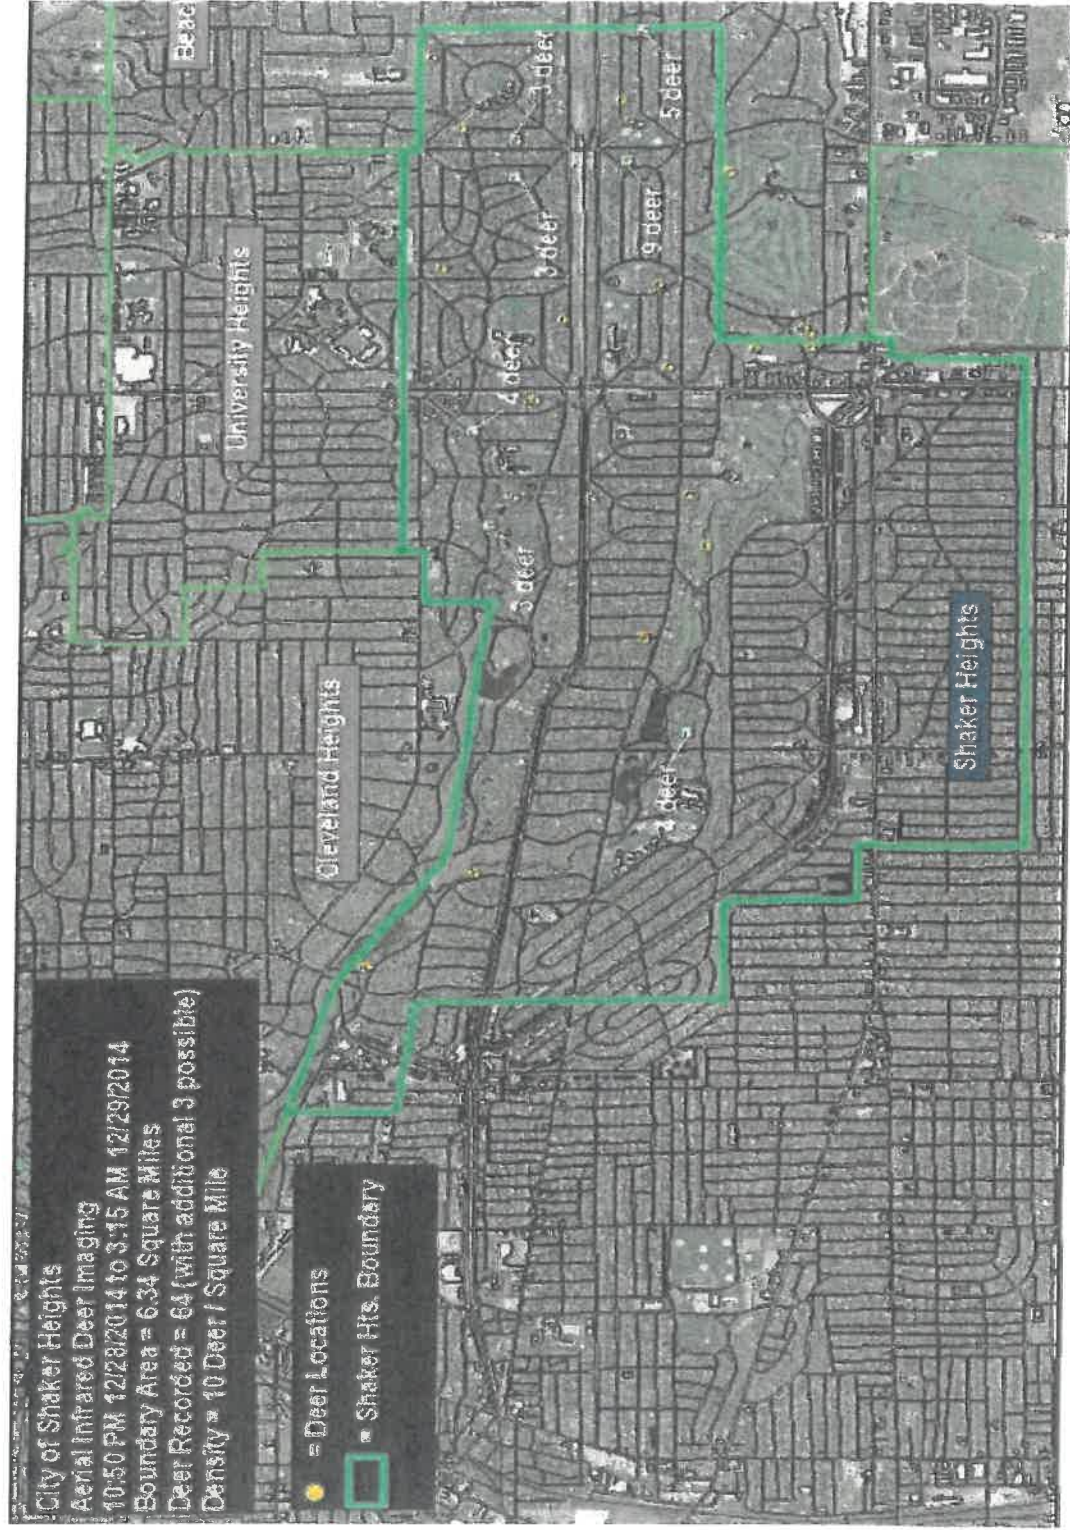 City of Shaker Heights
Aerial Infrared Deer Imaging
10:50 PM 12/28/2014 to 3:15 AM 12/29/2014
Boundary Area = 6.34 Square Miles
Deer Recorded = 64 (with additional 3 possible)
Density = 10 Deer / Square Mile
= Deer Locations
= Shaker Hts. Boundary
Beac
University Heights
Cleveland Heights
3 deer
3 deer
4 deer
3 deer
5 deer
9 deer
4 deer
Shaker Heights